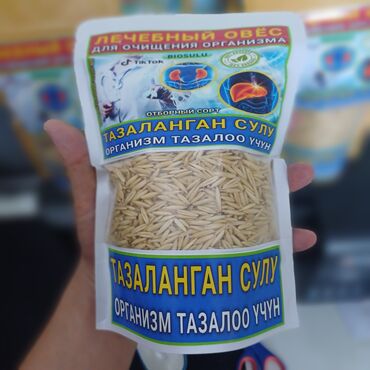 ЛЕЧЕБНЫЙ ОВЁС
ДЛЯ ОЧИЩЕНИЯ ОРГАНИЗМА
BIOSULU
TikTok
ОТБОРНЫЙ СОРТ
ТАЗАЛАНГАН СУЛУ
ОРГАНИЗМ ТАЗАЛОО ҮЧҮН
ТАЗАЛАНГАН СУЛУ
ОРГАНИЗМ ТАЗАЛОО ҮЧҮН